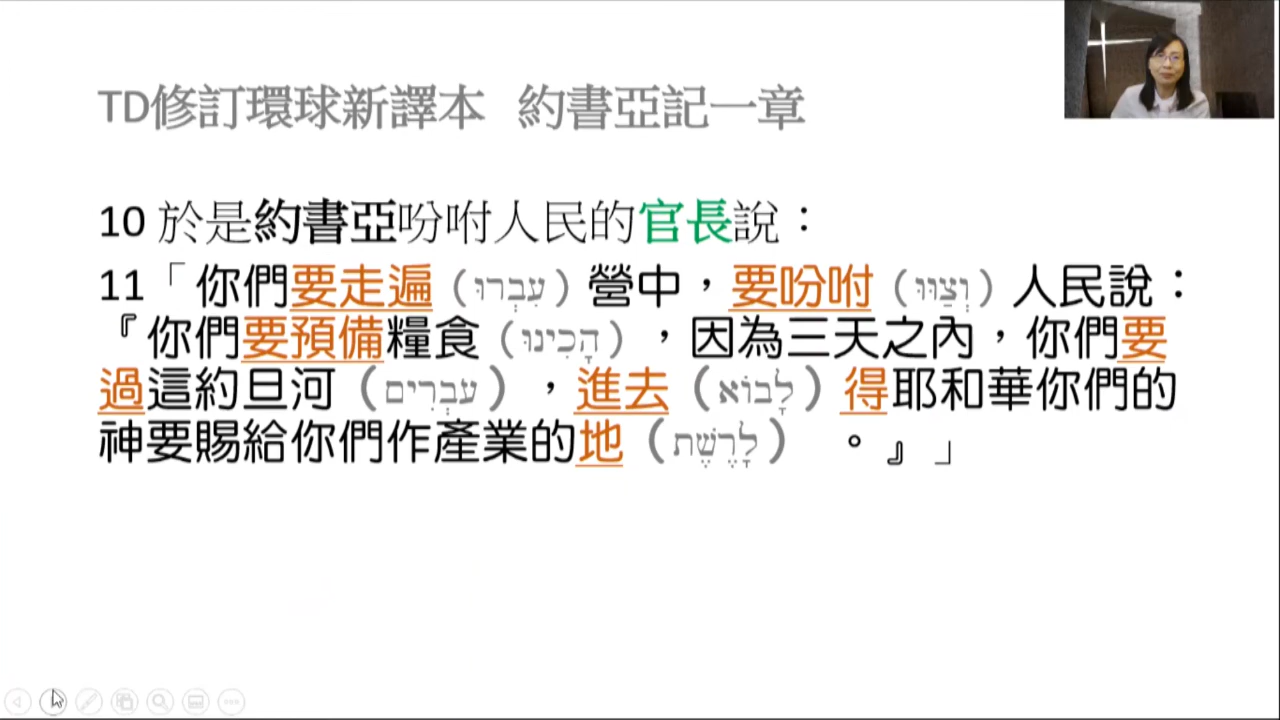 TD修訂環球新譯本 約書亞記一章
10 於是約書亞吩咐人民的官長說：
11「你們要走遍（עִבְרוּ）營中，要吩咐（וְצַוּוּ）人民說：
『你們要預備糧食（הָכִינוּ），因為三天之內，你們要
過這約旦河（עֹבְרִים），進去（לָבוֹא）得耶和華你們的
神要賜給你們作產業的地（לָרֶשֶׁת）。』」